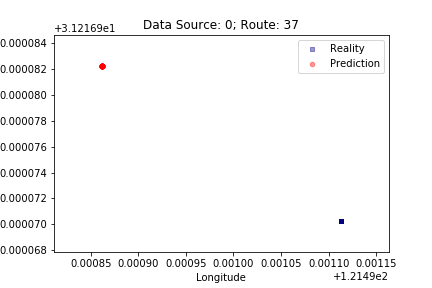 Data Source: 0; Route: 37
+3.12169e1
0.000084
0.000082
0.000080
0.000078
0.000076
0.000074
0.000072
0.000070
0.000068
Reality
Prediction
0.00085 0.00090 0.00095 0.00100 0.00105 0.00110 0.00115
Longitude
+1.2149e2